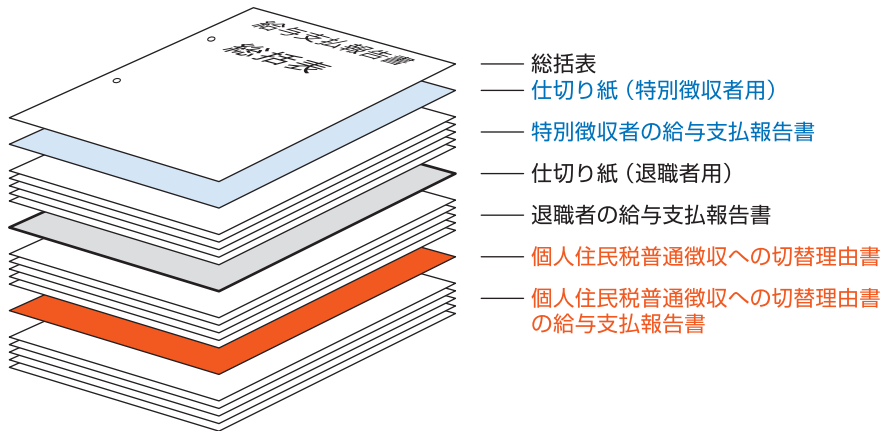 給与支払報告書
総括表
総括表
仕切り紙（特別徴収者用）
特別徴収者の給与支払報告書
仕切り紙（退職者用）
退職者の給与支払報告書
個人住民税普通徴収への切替理由書
個人住民税普通徴収への切替理由書
の給与支払報告書